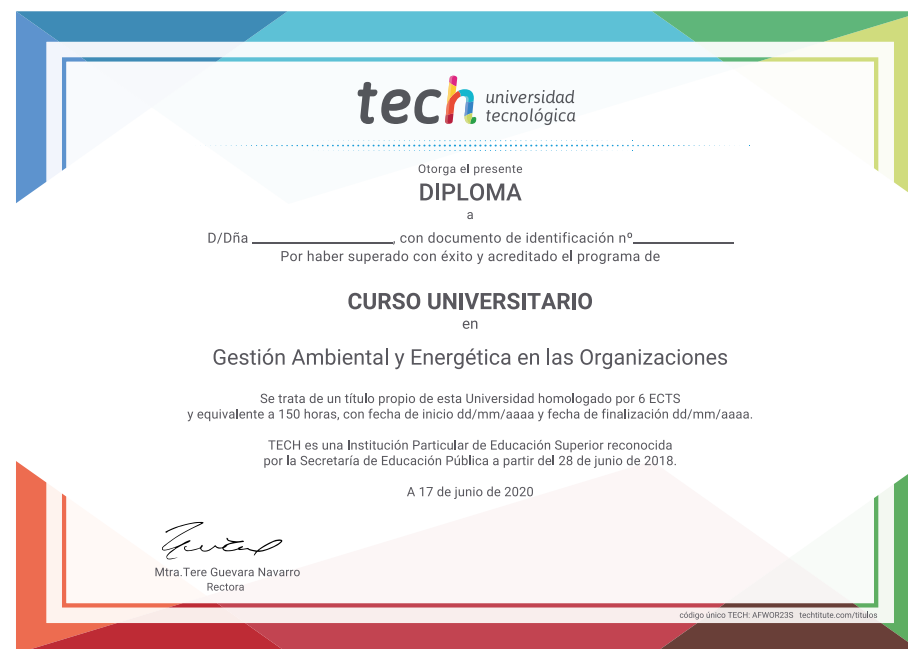 tech universidad
tecnológica
Otorga el presente
DIPLOMA
a
D/Dña ____________________, con documento de identificación nº______________
Por haber superado con éxito y acreditado el programa de
CURSO UNIVERSITARIO
en
Gestión Ambiental y Energética en las Organizaciones
Se trata de un título propio de esta Universidad homologado por 6 ECTS
y equivalente a 150 horas, con fecha de inicio dd/mm/aaaa y fecha de finalización dd/mm/aaaa.
TECH es una Institución Particular de Educación Superior reconocida
por la Secretaría de Educación Pública a partir del 28 de junio de 2018.
A 17 de junio de 2020
Mtra.Tere Guevara Navarro
Rectora
código único TECH: AFWOR23S techtitute.com/titulos